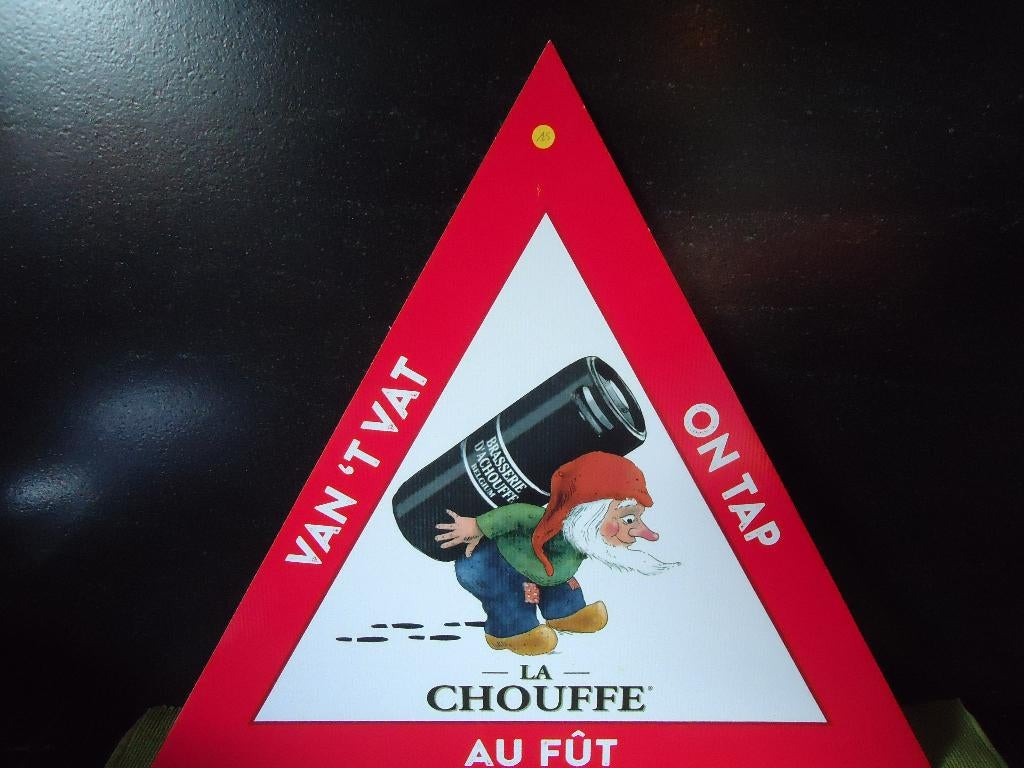 VAN 'T VAT
ON TAP
BRASSERIE
D'ACHOUFFE
BELGIUM
LA
CHOUFFE®
AU FÛT